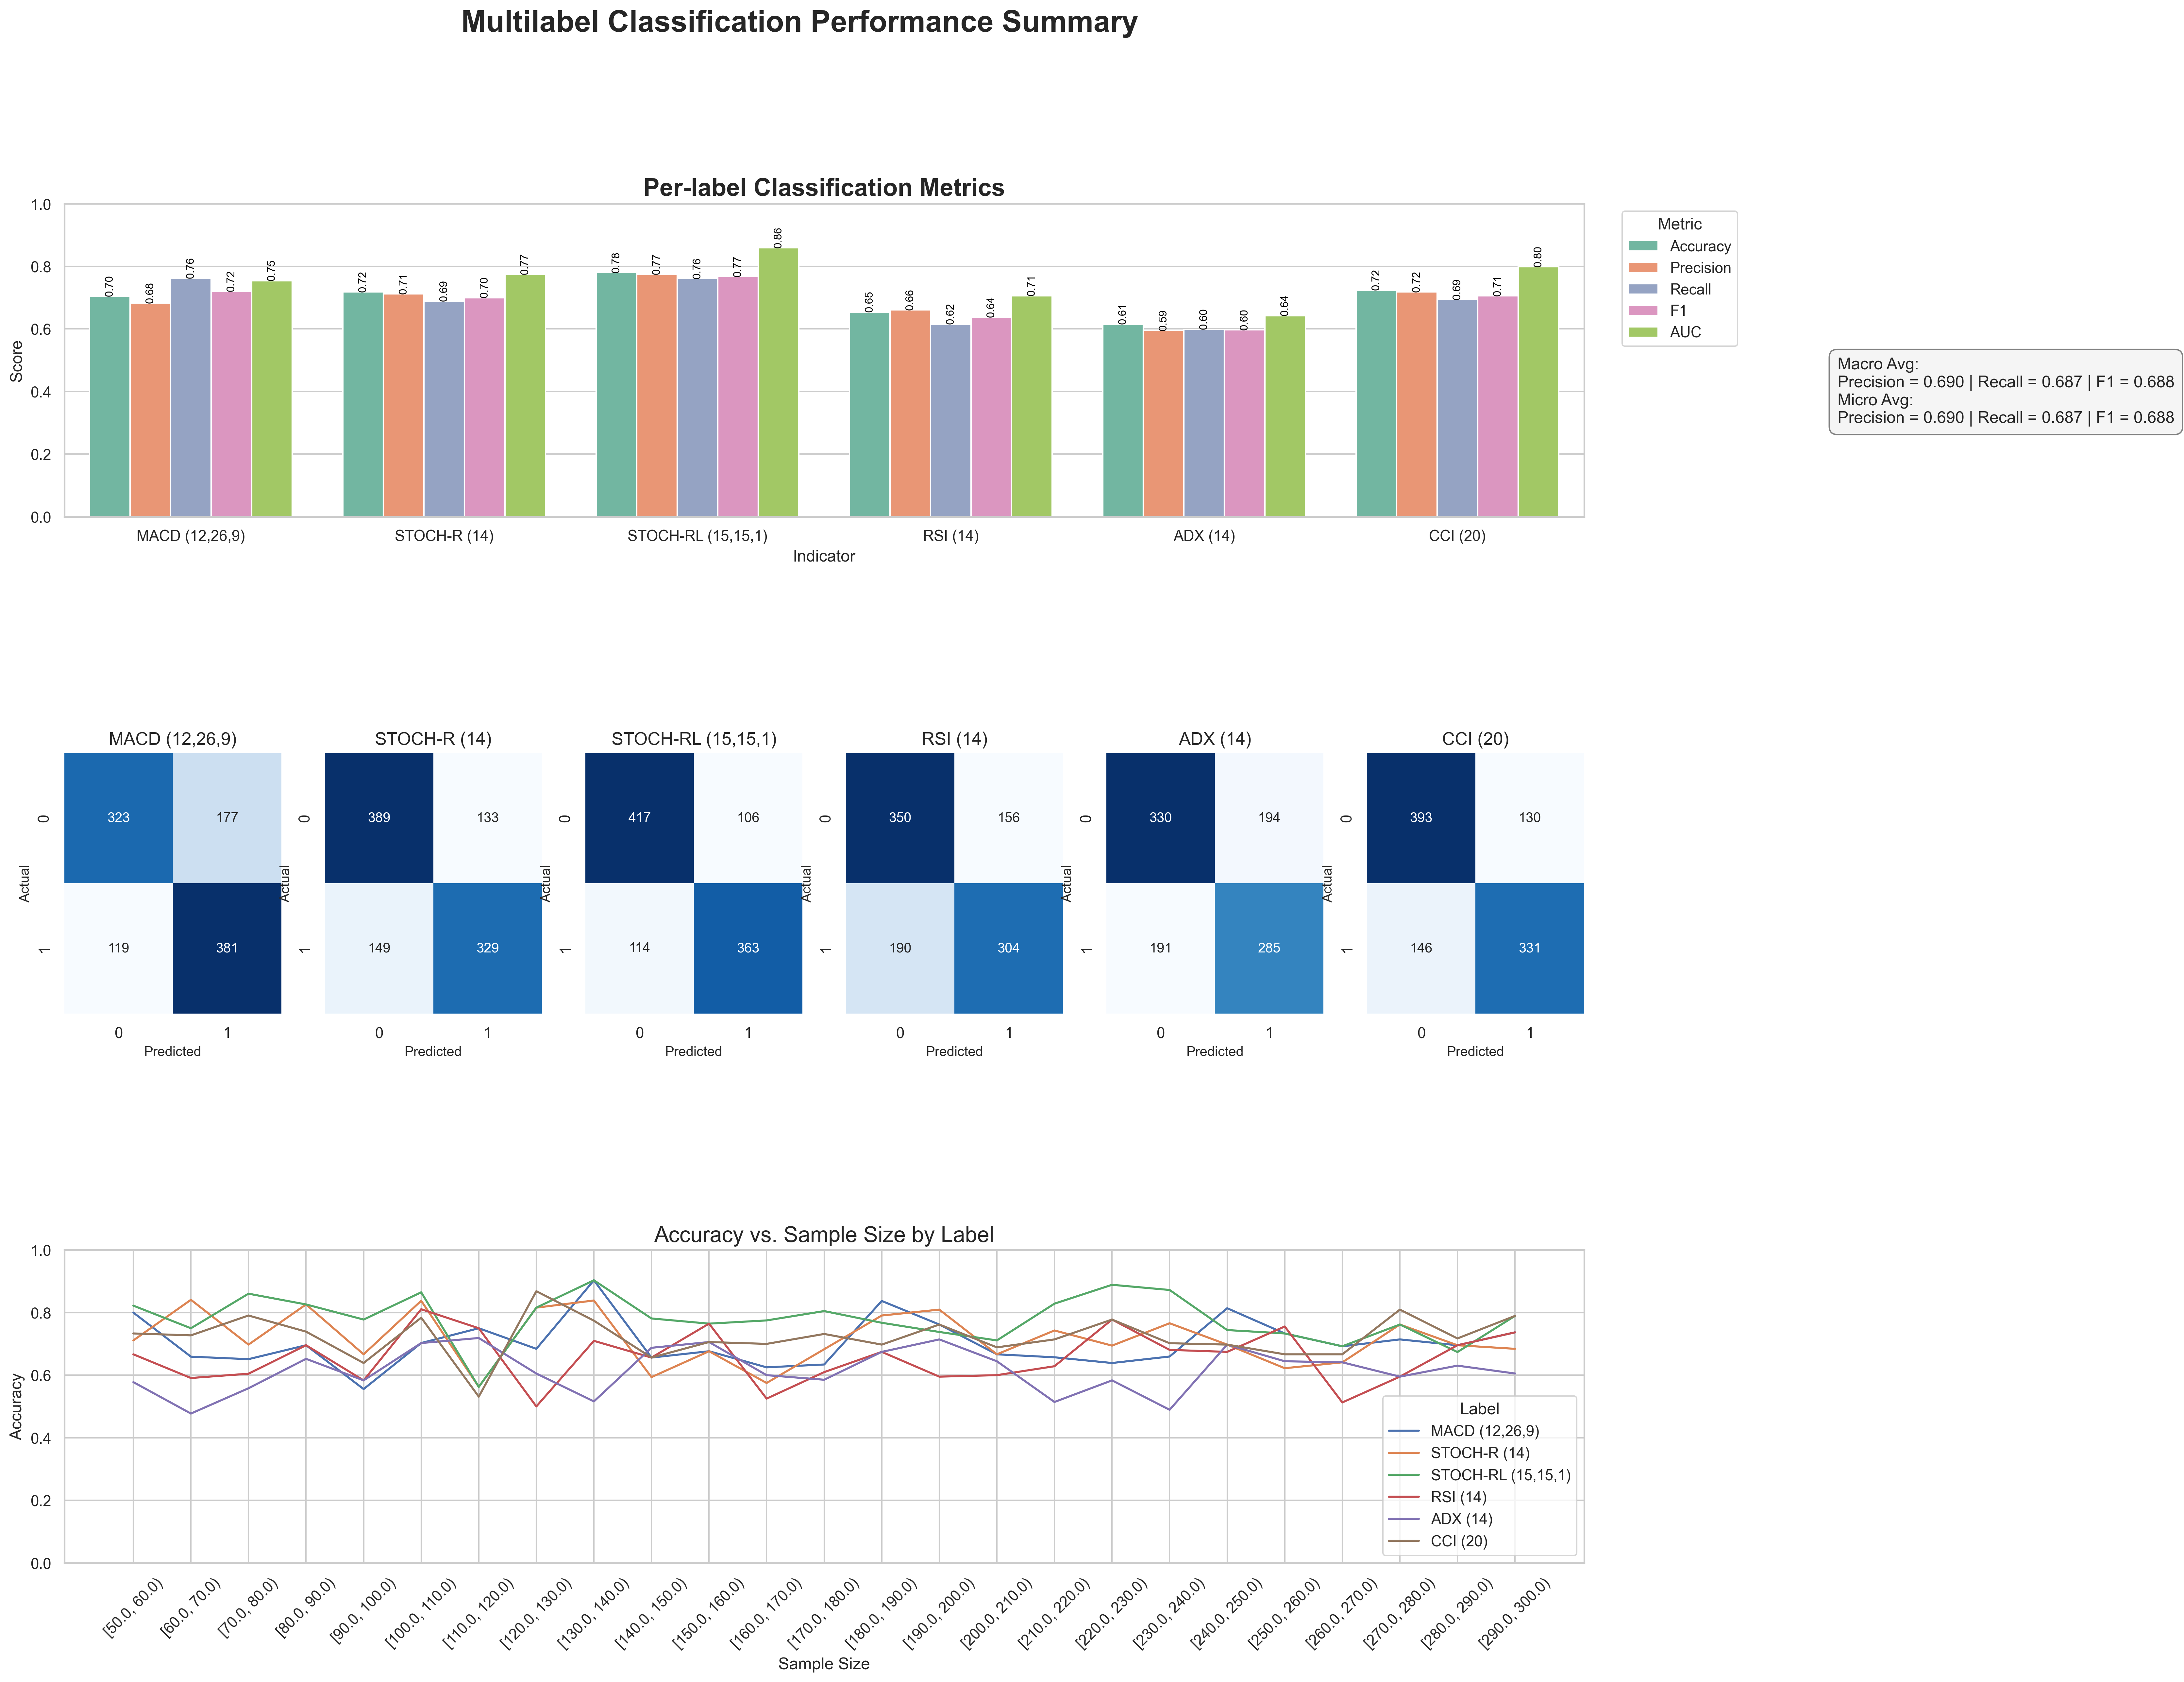 Multilabel Classification Performance Summary
Per-label Classification Metrics
Score
1.0
0.8
0.6
0.4
0.2
0.0
0.70 0.68 0.76 0.72 0.75
0.72 0.71 0.69 0.70 0.77
0.78 0.77 0.76 0.77 0.86
0.65 0.66 0.62 0.64 0.71
0.61 0.59 0.60 0.60 0.64
0.72 0.72 0.69 0.71 0.80
MACD (12,26,9) STOCH-R (14) STOCH-RL (15,15,1) RSI (14) ADX (14) CCI (20)
Indicator
Metric
Accuracy
Precision
Recall
F1
AUC
Macro Avg:
Precision = 0.690 | Recall = 0.687 | F1 = 0.688
Micro Avg:
Precision = 0.690 | Recall = 0.687 | F1 = 0.688
MACD (12,26,9)
Actual
0 323 177
1 119 381
0 1
Predicted
STOCH-R (14)
Actual
0 389 133
1 149 329
0 1
Predicted
STOCH-RL (15,15,1)
Actual
0 417 106
1 114 363
0 1
Predicted
RSI (14)
0 350 156
1 190 304
0 1
Predicted
ADX (14)
Actual
0 330 194
1 191 285
0 1
Predicted
CCI (20)
Actual
0 393 130
1 146 331
0 1
Predicted
Accuracy vs. Sample Size by Label
Accuracy
1.0
0.8
0.6
0.4
0.2
0.0
Label
MACD (12,26,9)
STOCH-R (14)
STOCH-RL (15,15,1)
RSI (14)
ADX (14)
CCI (20)
[50.0, 60.0)
[60.0, 70.0)
[70.0, 80.0)
[80.0, 90.0)
[90.0, 100.0)
[100.0, 110.0)
[110.0, 120.0)
[120.0, 130.0)
[130.0, 140.0)
[140.0, 150.0)
[150.0, 160.0)
[160.0, 170.0)
[170.0, 180.0)
[180.0, 190.0)
[190.0, 200.0)
[200.0, 210.0)
[210.0, 220.0)
[220.0, 230.0)
[230.0, 240.0)
[240.0, 250.0)
[250.0, 260.0)
[260.0, 270.0)
[270.0, 280.0)
[280.0, 290.0)
[290.0, 300.0)
Sample Size